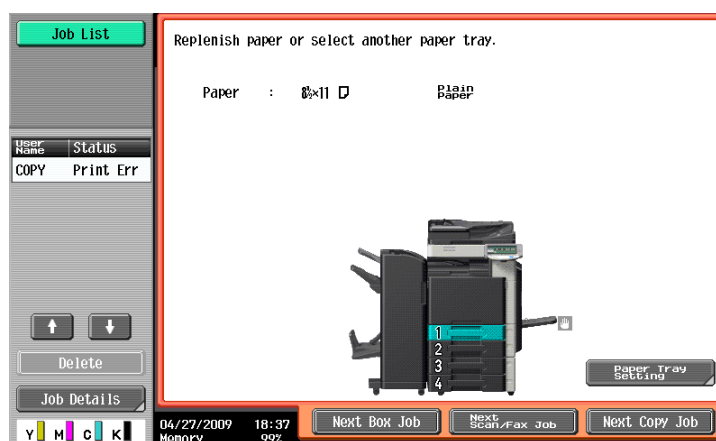 Job List
User Name Status
COPY Print Err
Delete
Job Details
Y M C K
Replenish paper or select another paper tray.
Paper : 8½×11 Plain Paper
1
2
3
4
Paper Tray Setting
04/27/2009 18:37
Memory 99%
Next Box Job
Next Scan/Fax Job
Next Copy Job